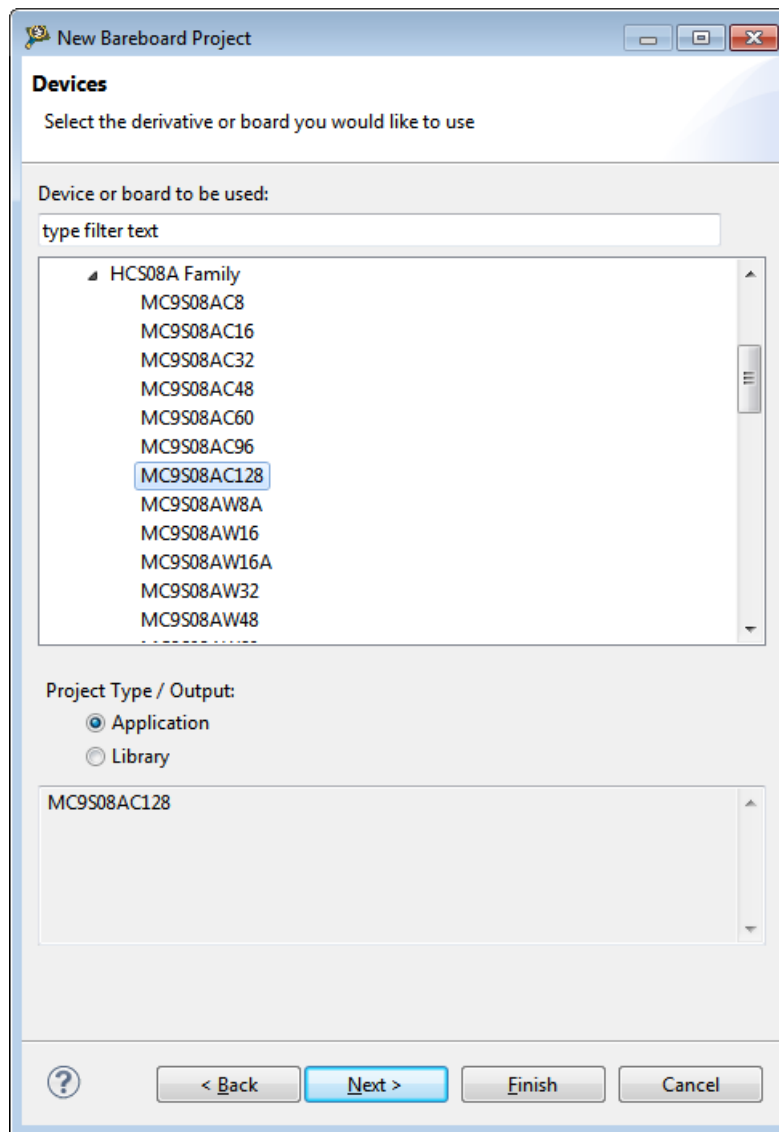 New Bareboard Project
Devices
Select the derivative or board you would like to use
Device or board to be used:
type filter text
HCS08A Family
MC9S08AC8
MC9S08AC16
MC9S08AC32
MC9S08AC48
MC9S08AC60
MC9S08AC96
MC9S08AC128
MC9S08AW8A
MC9S08AW16
MC9S08AW16A
MC9S08AW32
MC9S08AW48
Project Type / Output:
Application
Library
MC9S08AC128
? < Back Next > Finish Cancel